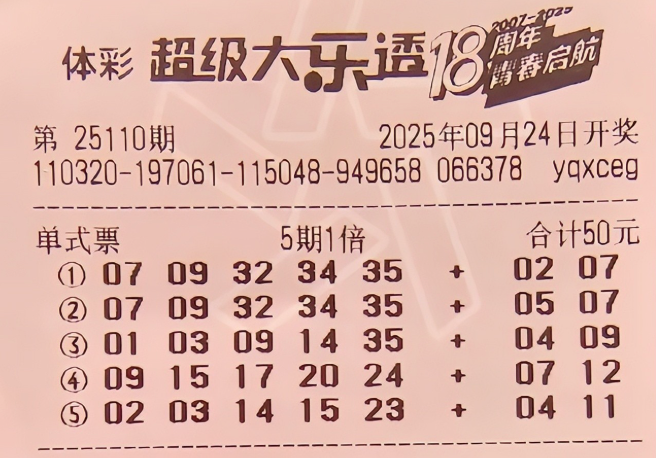 体彩 超级大乐透 18周年 2007-2025 青春启航
第 25110期 2025年09月24日开奖
110320-197061-115048-949658 066378 yqxceg
单式票 5期1倍 合计50元
① 07 09 32 34 35 + 02 07
② 07 09 32 34 35 + 05 07
③ 01 03 09 14 35 + 04 09
④ 09 15 17 20 24 + 07 12
⑤ 02 03 14 15 23 + 04 11